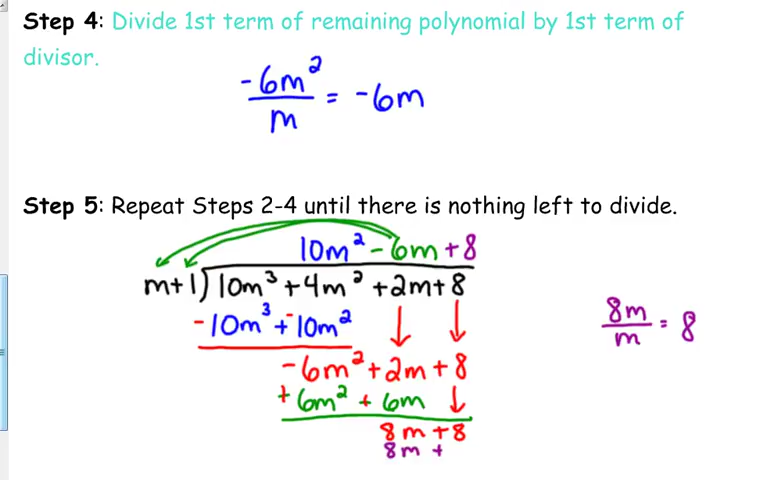 Step 4: Divide 1st term of remaining polynomial by 1st term of
divisor.
-6m²/m = -6m
Step 5: Repeat Steps 2-4 until there is nothing left to divide.
10m² - 6m + 8
m+1)10m³ + 4m² + 2m + 8
-10m³ +-10m²
8m/m = 8
-6m² + 2m + 8
+6m² + 6m
8m + 8
8m +